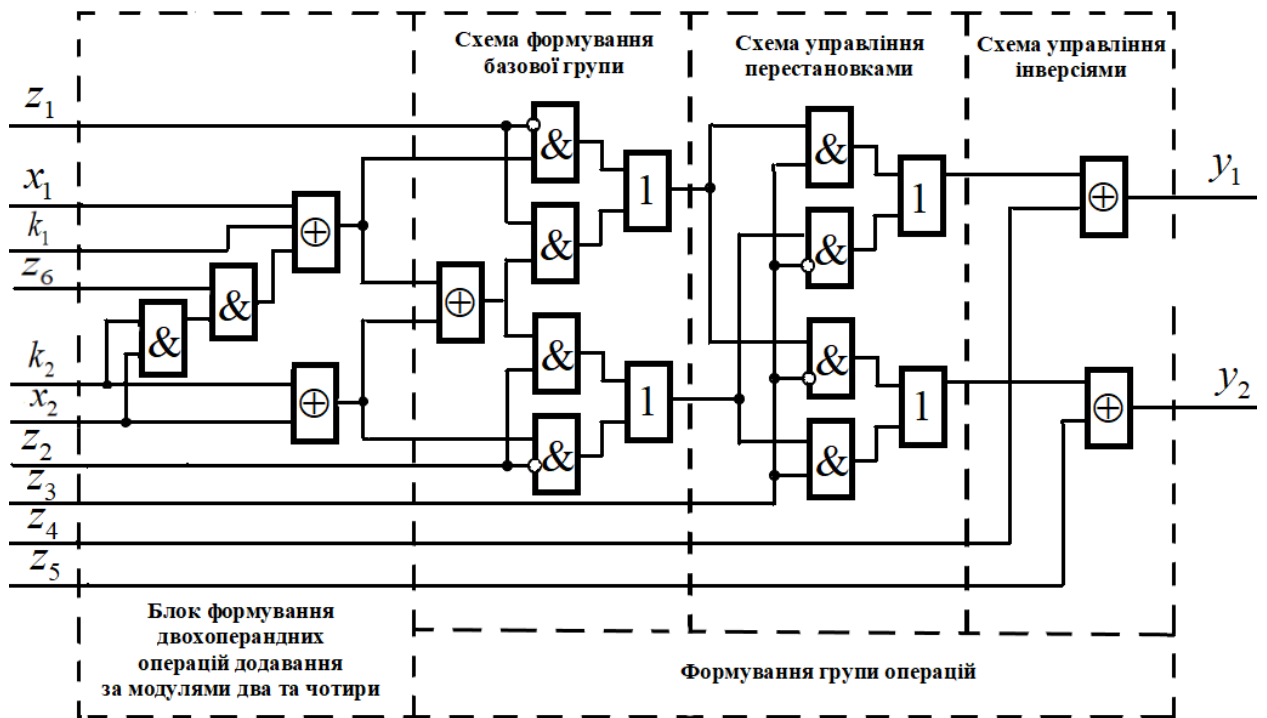 Схема формування
базової групи
Схема управління
перестановками
Схема управління
інверсіями
z1
x1
k1
z6
k2
x2
z2
z3
z4
z5
&
&
⊕
⊕
⊕
&
&
&
&
1
1
&
&
&
&
1
1
⊕
⊕
y1
y2
Блок формування
двохоперандних
операцій додавання
за модулями два та чотири
Формування групи операцій